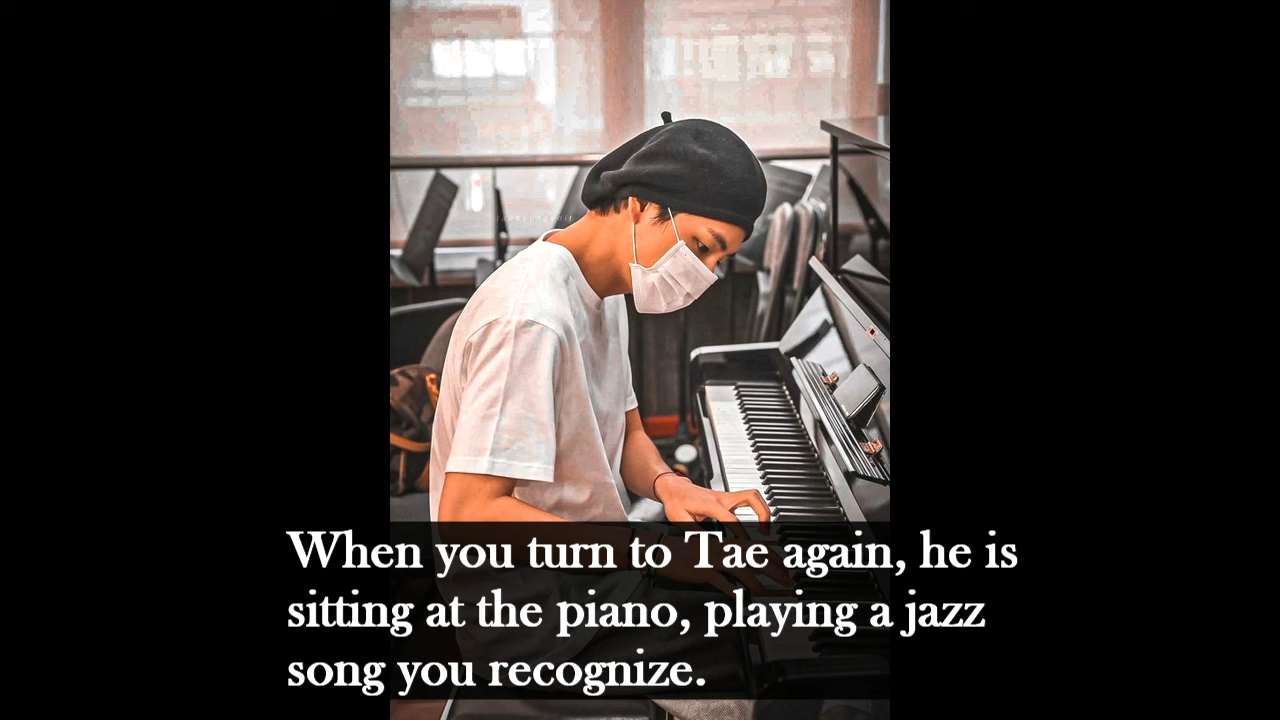 When you turn to Tae again, he is
sitting at the piano, playing a jazz
song you recognize.